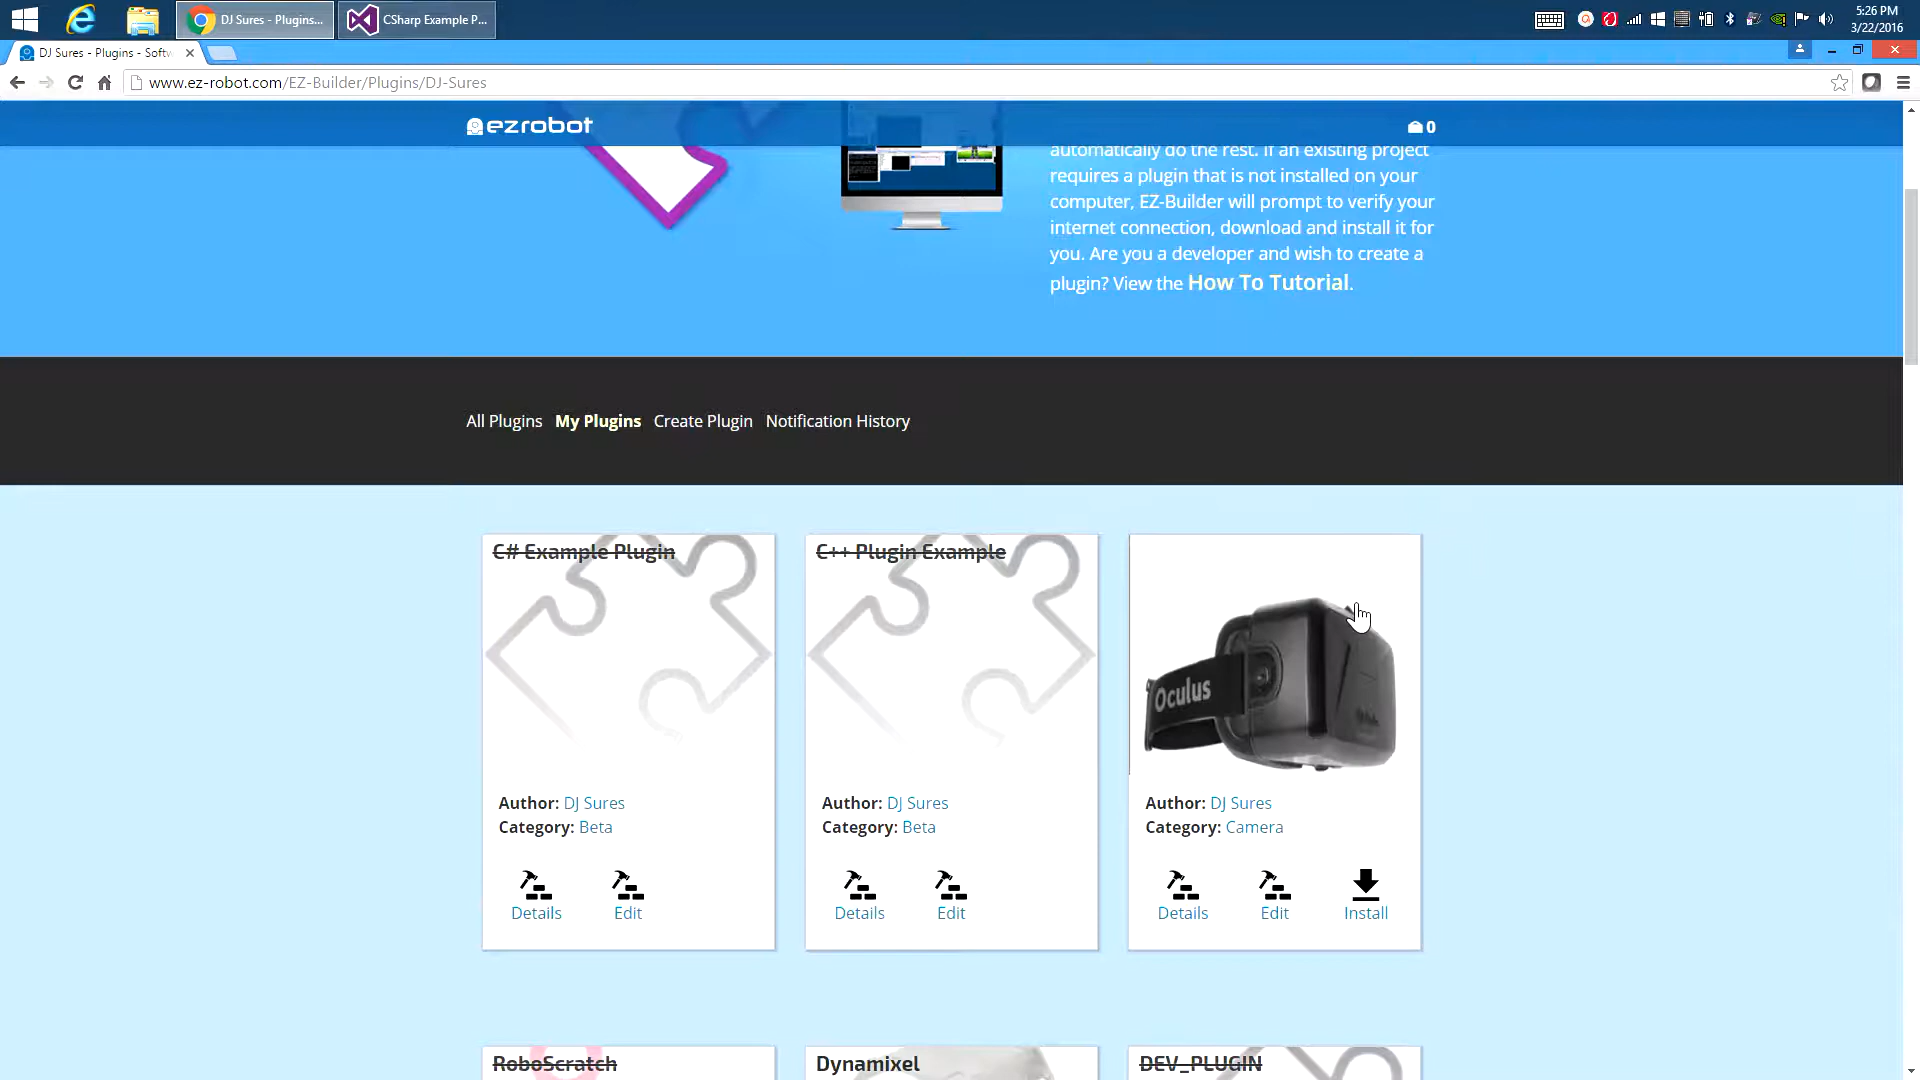 DJ Sures - Plugins...
CSharp Example P...
5:26 PM
3/22/2016
DJ Sures - Plugins - Softw
www.ez-robot.com/EZ-Builder/Plugins/DJ-Sures
ezrobot
0
automatically do the rest. If an existing project
requires a plugin that is not installed on your
computer, EZ-Builder will prompt to verify your
internet connection, download and install it for
you. Are you a developer and wish to create a
plugin? View the How To Tutorial.
All Plugins My Plugins Create Plugin Notification History
C# Example Plugin
Author: DJ Sures
Category: Beta
Details Edit
C++ Plugin Example
Author: DJ Sures
Category: Beta
Details Edit
Oculus
Author: DJ Sures
Category: Camera
Details Edit Install
RoboScratch
Dynamixel
DEV_PLUGIN